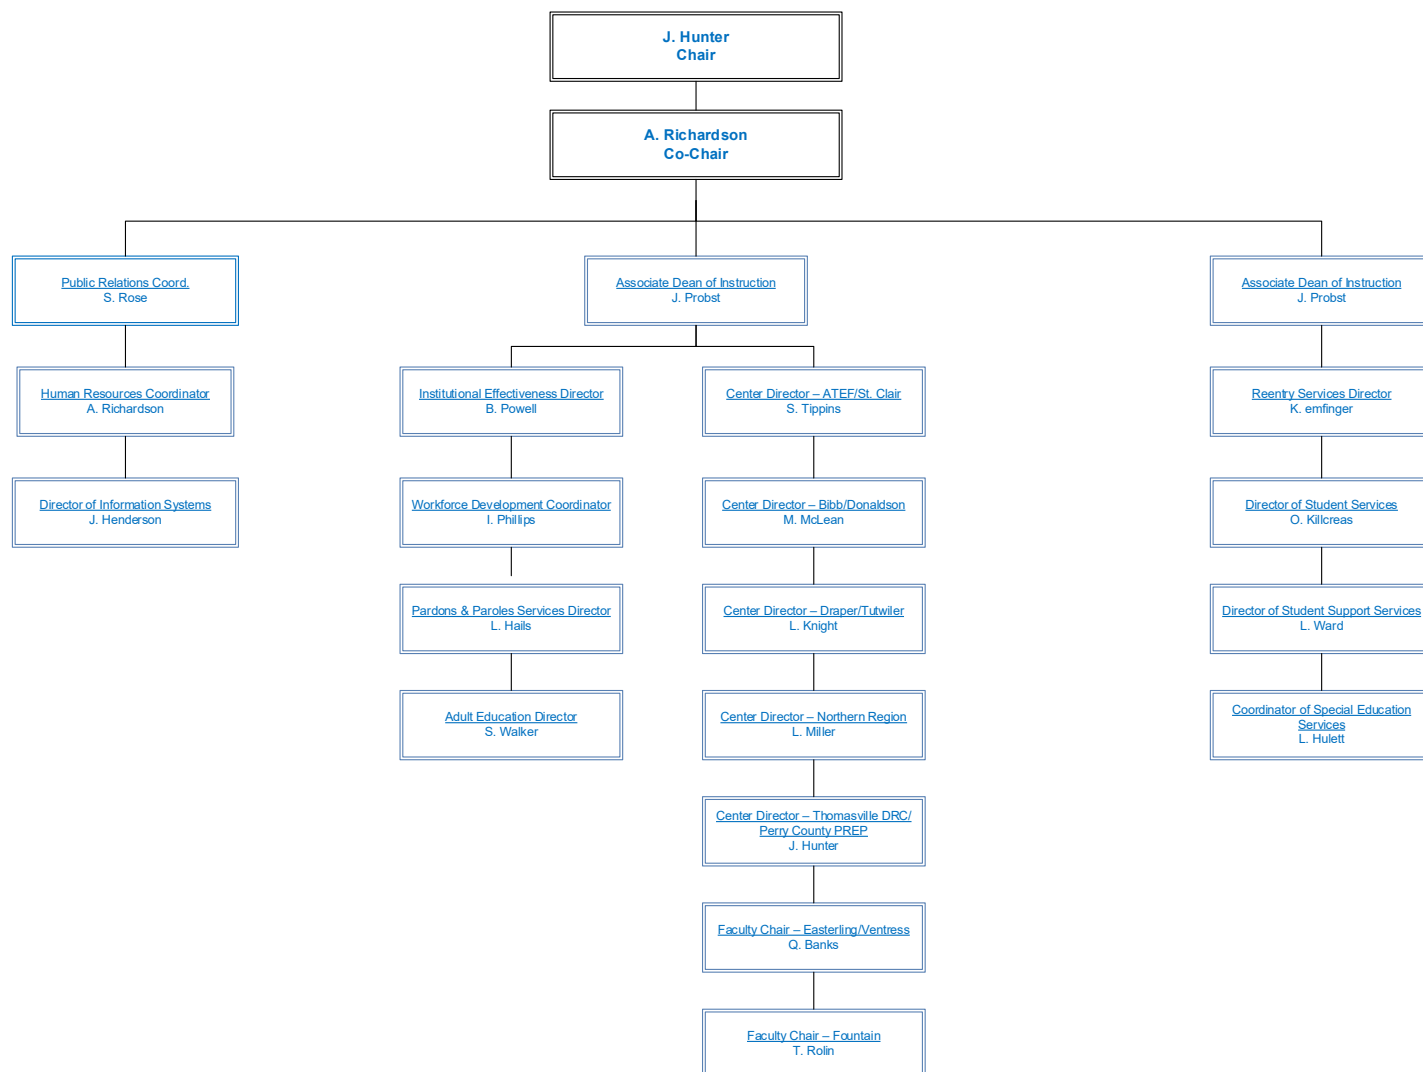 J. Hunter
Chair
A. Richardson
Co-Chair
Public Relations Coord.
S. Rose
Associate Dean of Instruction
J. Probst
Associate Dean of Instruction
J. Probst
Human Resources Coordinator
A. Richardson
Institutional Effectiveness Director
B. Powell
Center Director – ATEF/St. Clair
S. Tippins
Reentry Services Director
K. emfinger
Director of Information Systems
J. Henderson
Workforce Development Coordinator
I. Phillips
Center Director – Bibb/Donaldson
M. McLean
Director of Student Services
O. Killcreas
Pardons & Paroles Services Director
L. Hails
Center Director – Draper/Tutwiler
L. Knight
Director of Student Support Services
L. Ward
Adult Education Director
S. Walker
Center Director – Northern Region
L. Miller
Coordinator of Special Education
Services
L. Hulett
Center Director – Thomasville DRC/
Perry County PREP
J. Hunter
Faculty Chair – Easterling/Ventress
Q. Banks
Faculty Chair – Fountain
T. Rolin